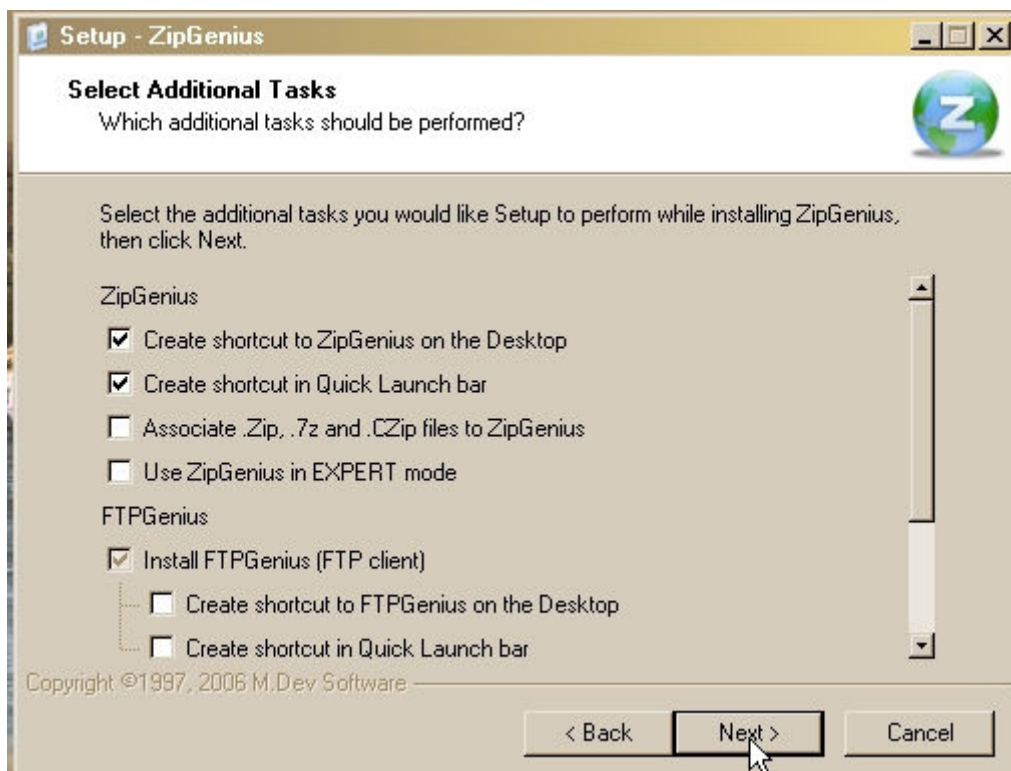 Setup - ZipGenius
Select Additional Tasks
Which additional tasks should be performed?
Z
Select the additional tasks you would like Setup to perform while installing ZipGenius,
then click Next.
ZipGenius
Create shortcut to ZipGenius on the Desktop
Create shortcut in Quick Launch bar
Associate .Zip, .7z and .CZip files to ZipGenius
Use ZipGenius in EXPERT mode
FTPGenius
Install FTPGenius (FTP client)
Create shortcut to FTPGenius on the Desktop
Create shortcut in Quick Launch bar
Copyright ©1997, 2006 M.Dev Software
< Back Next > Cancel